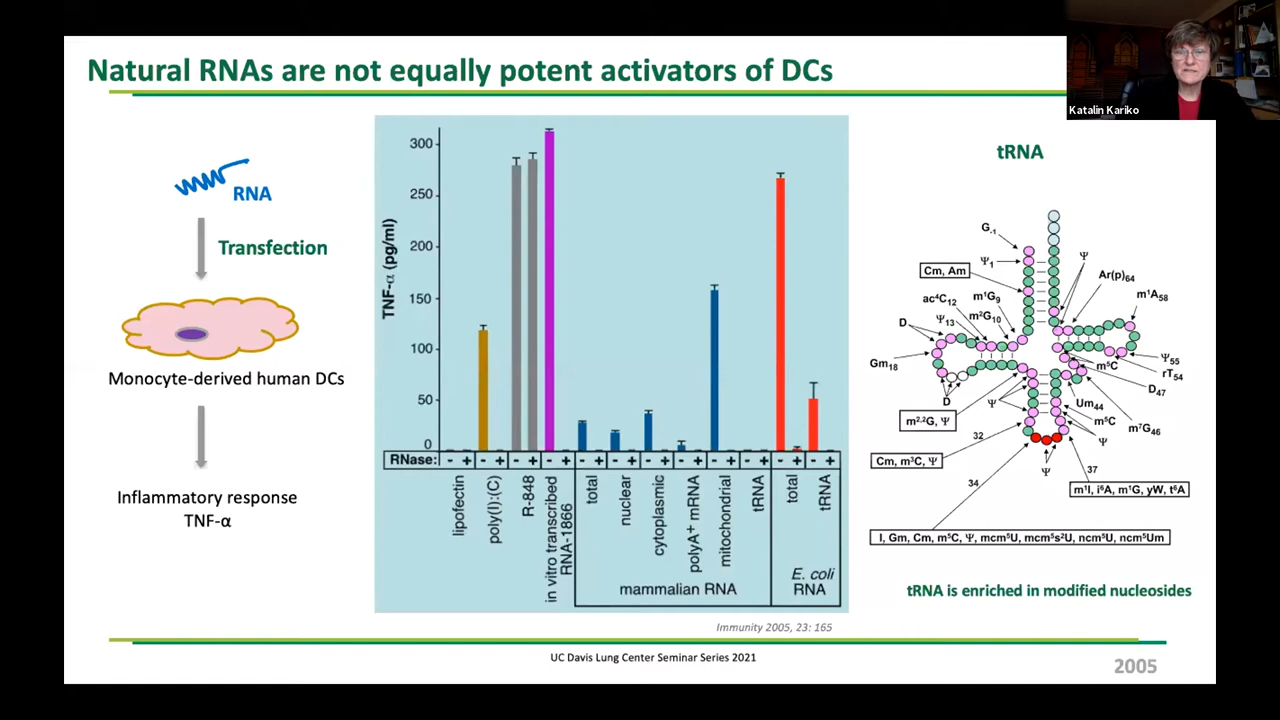 Natural RNAs are not equally potent activators of DCs
Katalin Kariko
RNA
Transfection
Monocyte-derived human DCs
Inflammatory response
TNF-α
TNF-α (pg/ml)
300
250
200
150
100
50
0
RNase: - + - + - + - + - + - + - + - + - + - + - + - +
lipofectin
poly(I):(C)
R-848
in vitro transcribed
RNA-1866
total
nuclear
cytoplasmic
polyA+ mRNA
mitochondrial
tRNA
total
tRNA
mammalian RNA
E. coli
RNA
Immunity 2005, 23: 165
tRNA
G-1
Ψ1
Ψ
Cm, Am
Ar(p)64
ac4C12
m1G9
m1A58
Ψ13
m2G10
D
Gm18
Ψ55
m5C
rT54
D47
D
Ψ
Um44
m2,2G, Ψ
m5C
m7G46
32
Ψ
Cm, m3C, Ψ
Ψ
37
34
m1I, i6A, m1G, yW, t6A
I, Gm, Cm, m5C, Ψ, mcm5U, mcm5s2U, ncm5U, ncm5Um
tRNA is enriched in modified nucleosides
UC Davis Lung Center Seminar Series 2021
2005